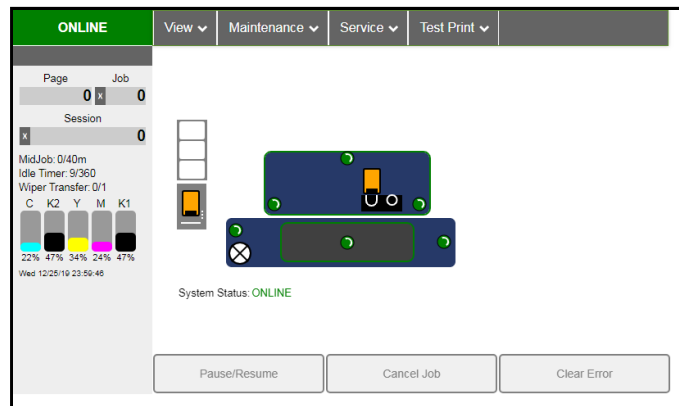 ONLINE
View Maintenance Service Test Print
Page Job
0 x 0
Session
x 0
MidJob: 0/40m
Idle Timer: 9/360
Wiper Transfer: 0/1
C K2 Y M K1
22% 47% 34% 24% 47%
Wed 12/25/19 23:59:46
System Status: ONLINE
Pause/Resume Cancel Job Clear Error